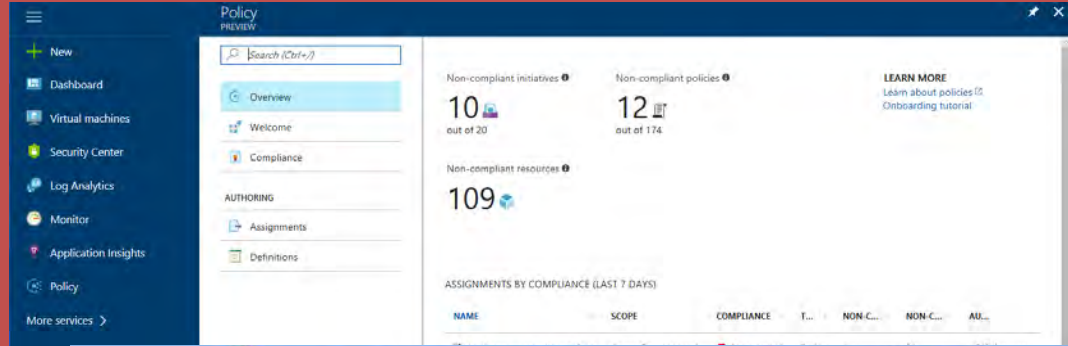 Policy
PREVIEW
New
Dashboard
Virtual machines
Security Center
Log Analytics
Monitor
Application Insights
Policy
More services
Search (Ctrl+/)
Overview
Welcome
Compliance
AUTHORING
Assignments
Definitions
Non-compliant initiatives
10
out of 20
Non-compliant policies
12
out of 174
LEARN MORE
Learn about policies
Onboarding tutorial
Non-compliant resources
109
ASSIGNMENTS BY COMPLIANCE (LAST 7 DAYS)
NAME SCOPE COMPLIANCE T... NON-C... NON-C... AU...